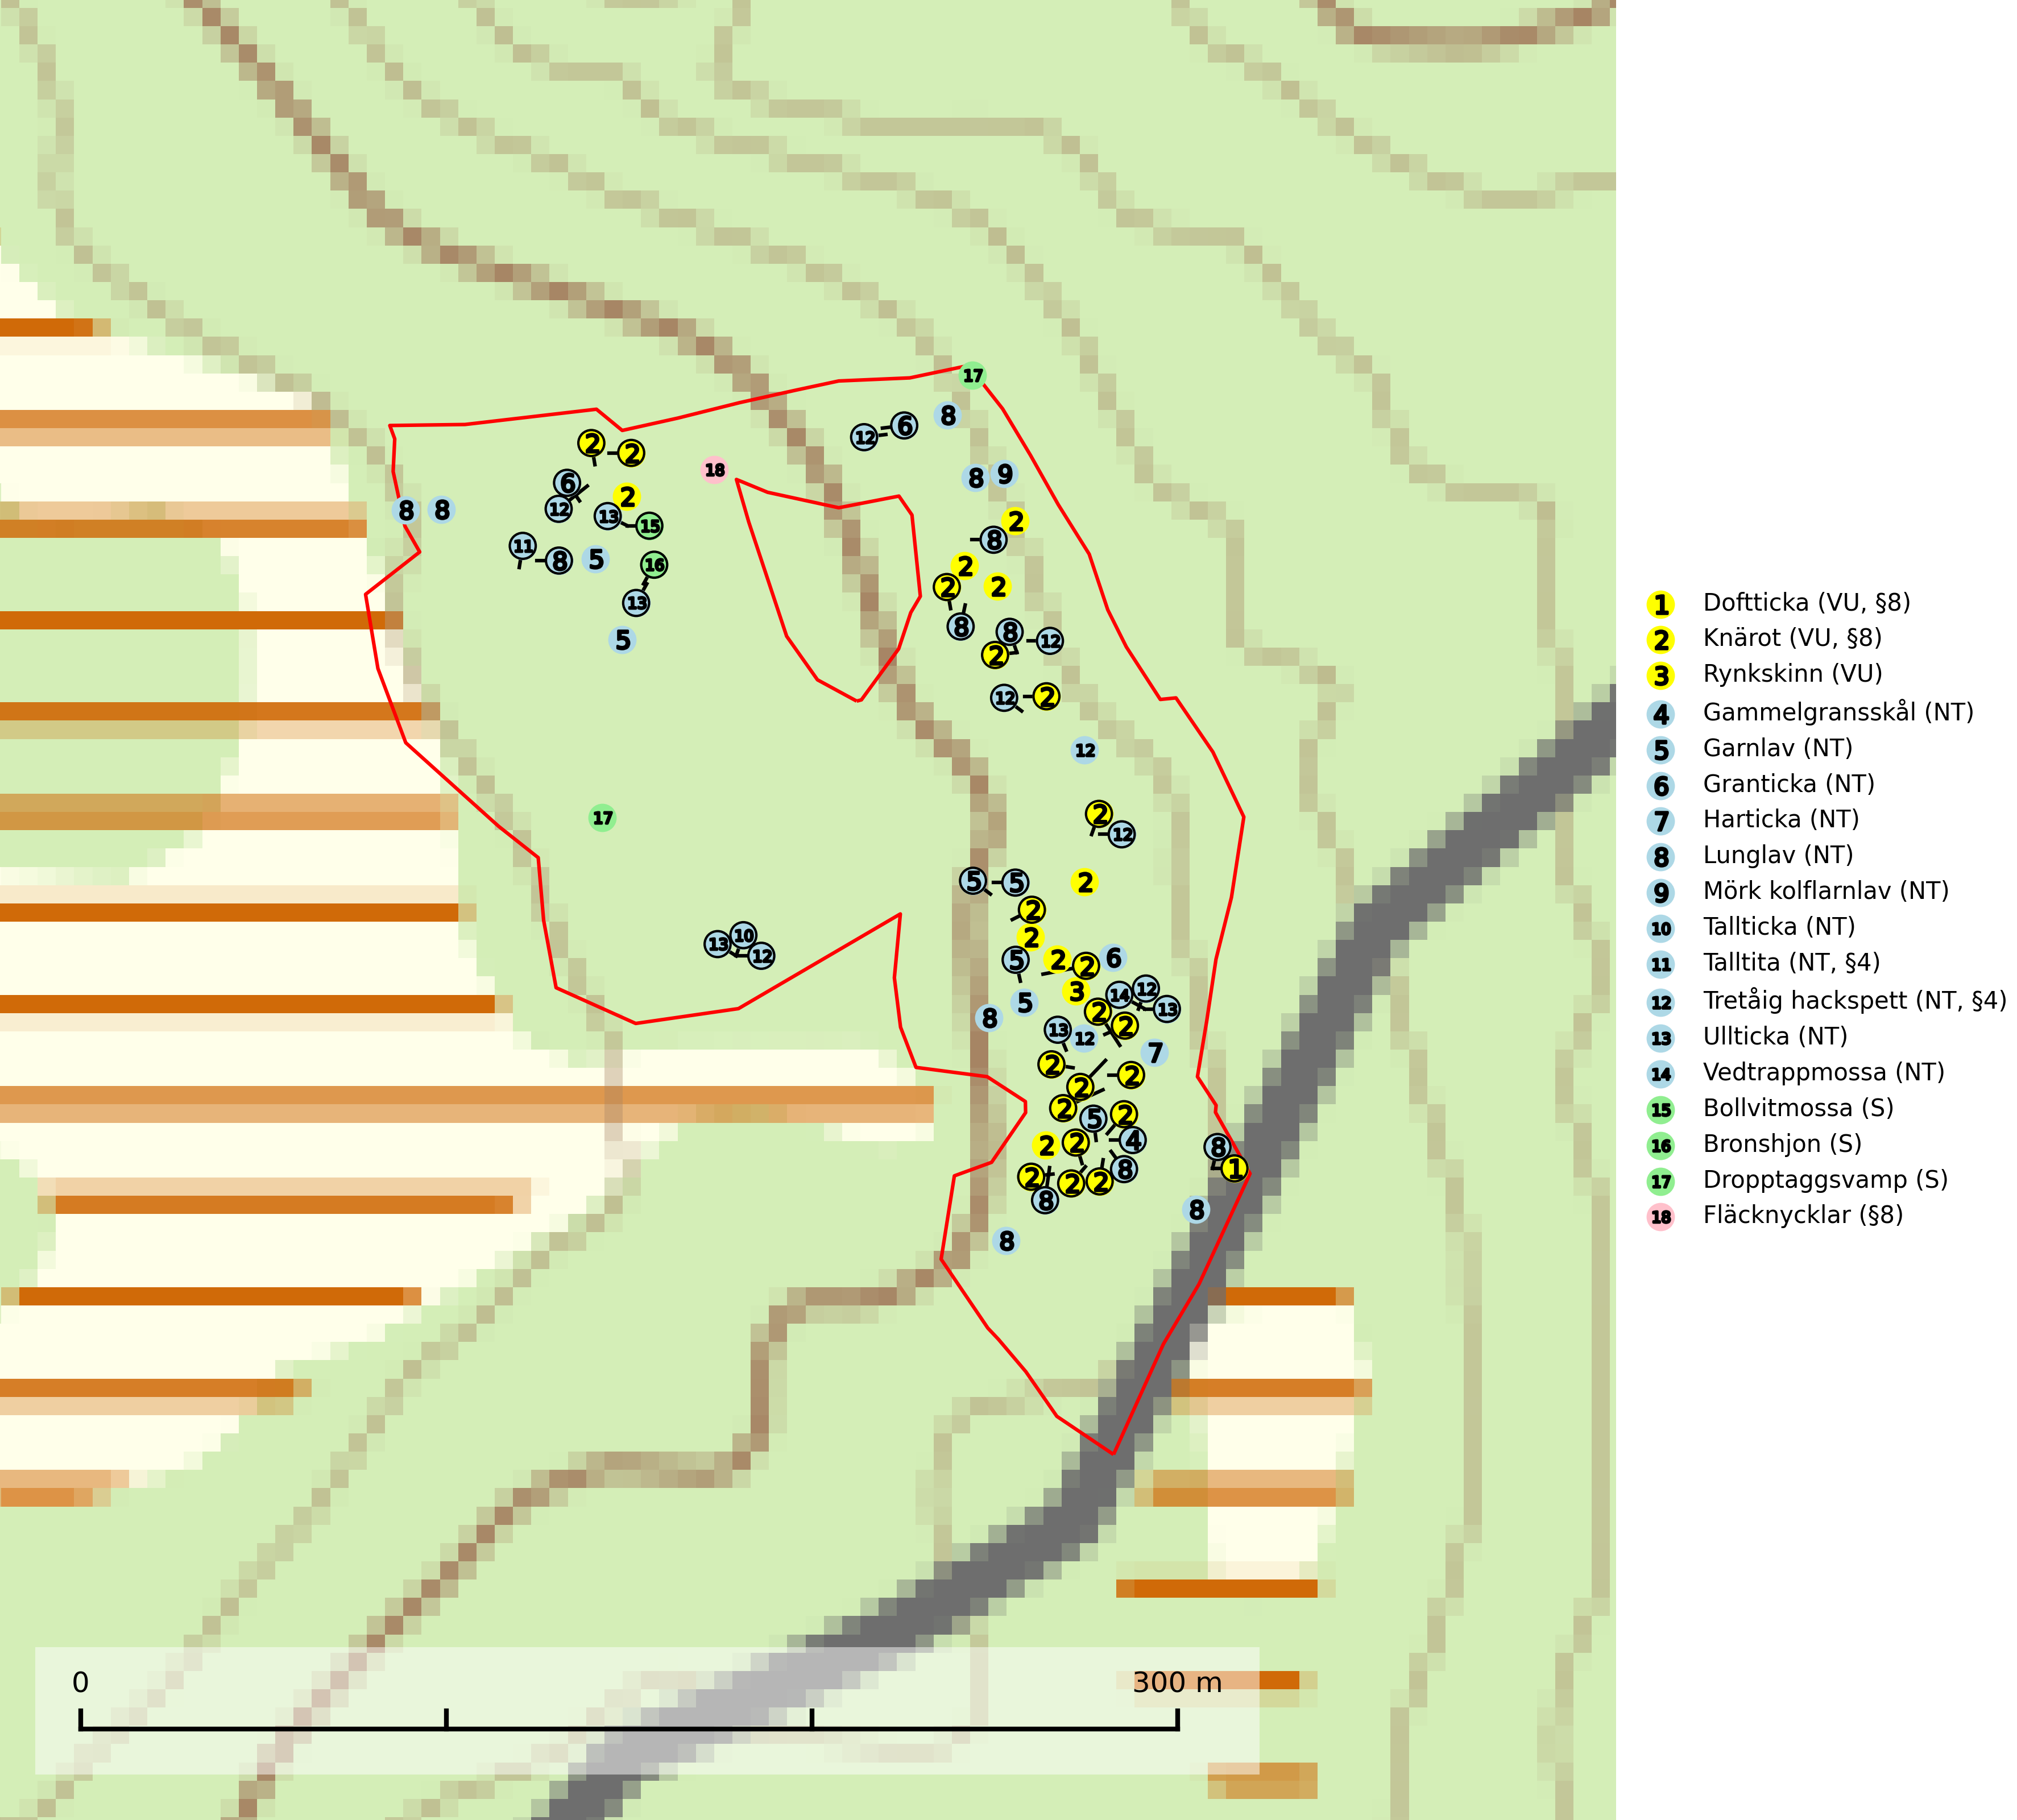 17
8
12 6
2 2
18
6
8 9
2
8 8
12
13 15
2
8
11
8 5
16
2
2 2
13
8
5
8 12
2
12 2
12
2
12
17
5 5
2
2
2
13 10 12
5 2 2 6
3
14 12
5
13
8
2 2
13 12
7
2
2 2
2
5 2
4
2 2
8
8
1
2 2 2
8
8
8
8
0
300 m
1 Doftticka (VU, §8)
2 Knärot (VU, §8)
3 Rynkskinn (VU)
4 Gammelgransskål (NT)
5 Garnlav (NT)
6 Granticka (NT)
7 Harticka (NT)
8 Lunglav (NT)
9 Mörk kolflarnlav (NT)
10 Tallticka (NT)
11 Talltita (NT, §4)
12 Tretåig hackspett (NT, §4)
13 Ullticka (NT)
14 Vedtrappmossa (NT)
15 Bollvitmossa (S)
16 Bronshjon (S)
17 Dropptaggsvamp (S)
18 Fläcknycklar (§8)